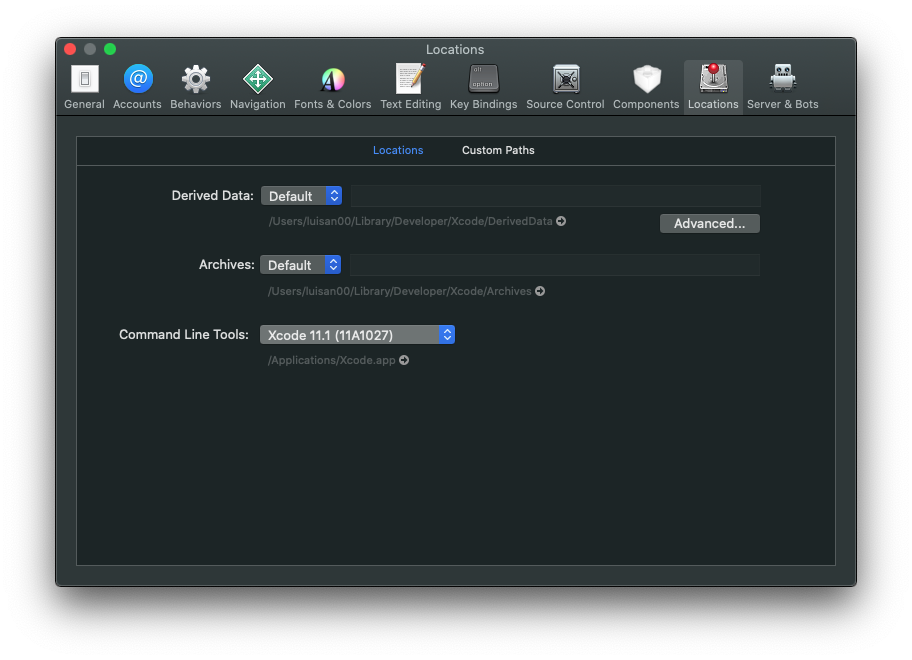 Locations
General Accounts Behaviors Navigation Fonts & Colors Text Editing Key Bindings Source Control Components Locations Server & Bots
Locations Custom Paths
Derived Data: Default
/Users/luisan00/Library/Developer/Xcode/DerivedData
Advanced...
Archives: Default
/Users/luisan00/Library/Developer/Xcode/Archives
Command Line Tools: Xcode 11.1 (11A1027)
/Applications/Xcode.app